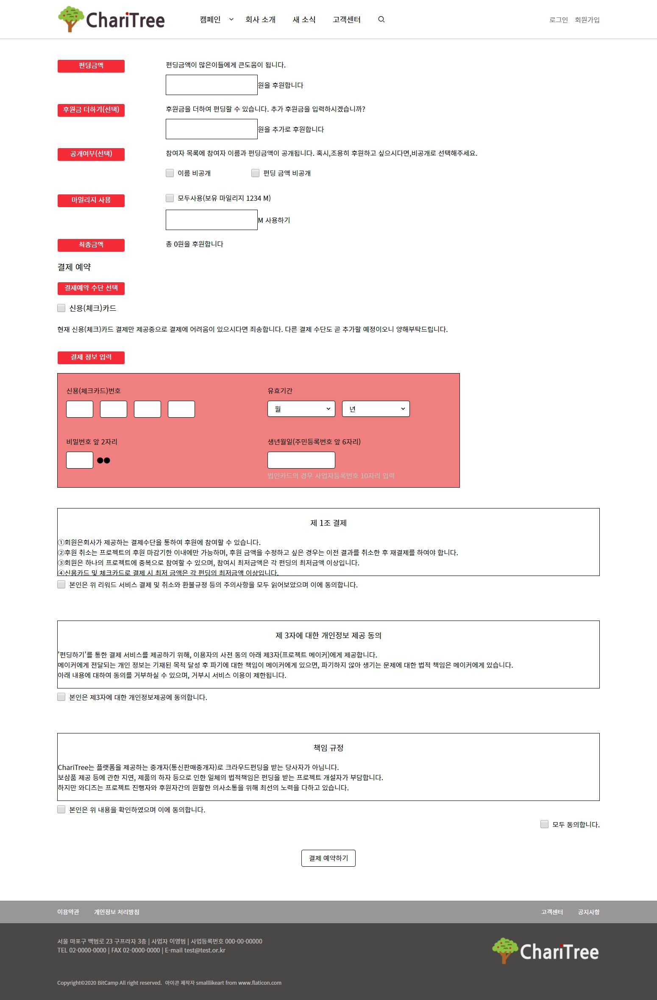 ChariTree
캠페인
회사 소개
새 소식
고객센터
로그인
회원가입
펀딩금액
펀딩금액이 많은이들에게 큰도움이 됩니다.
원을 후원합니다
후원금 더하기(선택)
후원금을 더하여 펀딩할 수 있습니다. 추가 후원금을 입력하시겠습니까?
원을 추가로 후원합니다
공개여부(선택)
참여자 목록에 참여자 이름과 펀딩금액이 공개됩니다. 혹시,조용히 후원하고 싶으시다면,비공개로 선택해주세요.
이름 비공개
펀딩 금액 비공개
마일리지 사용
모두사용(보유 마일리지 1234 M)
M 사용하기
최종금액
총 0원을 후원합니다
결제 예약
결제예약 수단 선택
신용(체크)카드
현재 신용(체크)카드 결제만 제공중으로 결제에 어려움이 있으시다면 죄송합니다. 다른 결제 수단도 곧 추가할 예정이오니 양해부탁드립니다.
결제 정보 입력
신용(체크카드)번호
유효기간
월
년
비밀번호 앞 2자리
●●
생년월일(주민등록번호 앞 6자리)
법인카드의 경우 사업자등록번호 10자리 입력
제 1조 결제
①회원은회사가 제공하는 결제수단을 통하여 후원에 참여할 수 있습니다.
②후원 취소는 프로젝트의 후원 마감기한 이내에만 가능하며, 후원 금액을 수정하고 싶은 경우는 이전 결과를 취소한 후 재결제를 하여야 합니다.
③회원은 하나의 프로젝트에 중복으로 참여할 수 있으며, 참여시 최저금액은 각 펀딩의 최저금액 이상입니다.
④신용카드 및 체크카드로 결제 시 최저 금액은 각 펀딩의 최저금액 이상입니다.
본인은 위 리워드 서비스 결제 및 취소와 환불규정 등의 주의사항을 모두 읽어보았으며 이에 동의합니다.
제 3자에 대한 개인정보 제공 동의
'펀딩하기'를 통한 결제 서비스를 제공하기 위해, 이용자의 사전 동의 아래 제3자(프로젝트 메이커)에게 제공합니다.
메이커에게 전달되는 개인 정보는 기재된 목적 달성 후 파기에 대한 책임이 메이커에게 있으면, 파기하지 않아 생기는 문제에 대한 법적 책임은 메이커에게 있습니다.
아래 내용에 대하여 동의를 거부하실 수 있으며, 거부시 서비스 이용이 제한됩니다.
본인은 제3자에 대한 개인정보제공에 동의합니다.
책임 규정
ChariTree는 플랫폼을 제공하는 중개자(통신판매중개자)로 크라우드펀딩을 받는 당사자가 아닙니다.
보삼품 제공 등에 관한 지연, 제품의 하자 등으로 인한 일체의 법적책임은 펀딩을 받는 프로젝트 개설자가 부담합니다.
하지만 와디즈는 프로젝트 진행자와 후원자간의 원할한 의사소통을 위해 최선의 노력을 다하고 있습니다.
본인은 위 내용을 확인하였으며 이에 동의합니다.
모두 동의합니다.
결제 예약하기
이용약관
개인정보 처리방침
고객센터
공지사항
서울 마포구 백범로 23 구프라자 3층 | 사업자 이영범 | 사업등록번호 000-00-00000
TEL 02-0000-0000 | FAX 02-0000-0000 | E-mail test@test.or.kr
ChariTree
Copyright©2020 BitCamp All right reserved. 아이콘 제작자 smalllikeart from www.flaticon.com